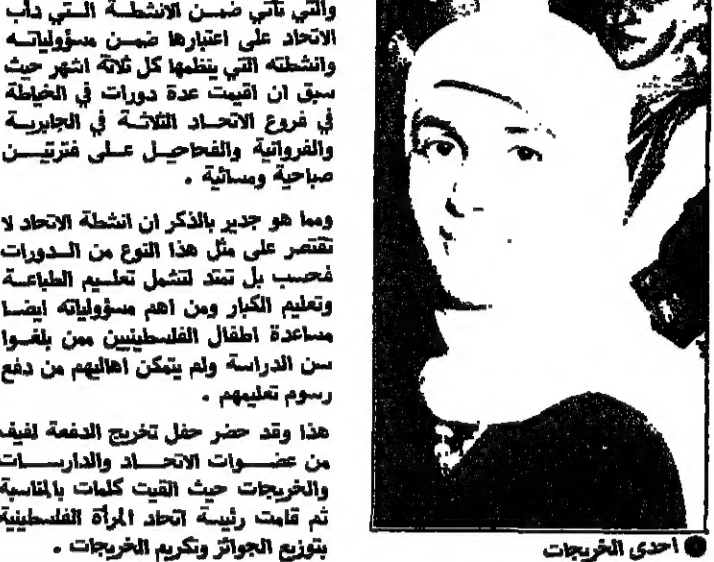 والتي تأتي ضمن الانشطة التي دأب
الاتحاد على اعتبارها ضمن مسؤولياته
وانشطته التي ينظمها كل ثلاثة اشهر حيث
سبق ان اقيمت عدة دورات في الخياطة
في فروع الاتحاد الثلاثة في الجابرية
والفروانية والفحاحيل على فترتين
صباحية ومسائية .
ومما هو جدير بالذكر ان انشطة الاتحاد لا
تقتصر على مثل هذا النوع من الدورات
فحسب بل تمتد لتشمل تعليم الطباعة
وتعليم الكبار ومن اهم مسؤولياته ايضا
مساعدة اطفال الفلسطينيين ممن بلغوا
سن الدراسة ولم يتمكن اهاليهم من دفع
رسوم تعليمهم .
هذا وقد حضر حفل تخريج الدفعة لفيف
من عضوات الاتحاد والدارسات
والخريجات حيث القيت كلمات بالمناسبة
ثم قامت رئيسة اتحاد المرأة الفلسطينية
بتوزيع الجوائز وتكريم الخريجات .
احدى الخريجات